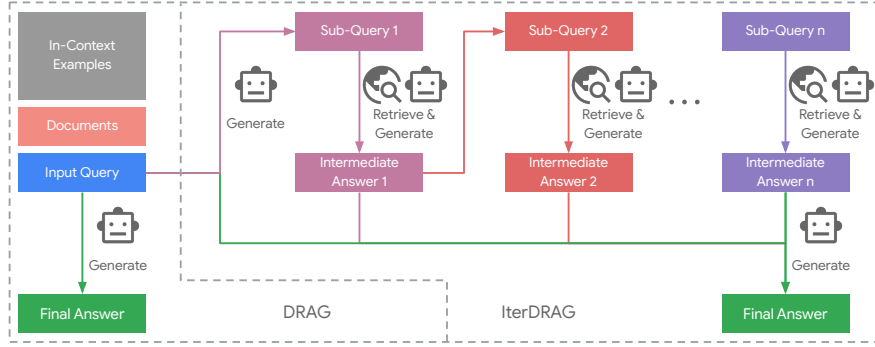 In-Context
Examples
Documents
Input Query
Generate
Final Answer
Generate
Sub-Query 1
Retrieve &
Generate
Intermediate
Answer 1
Sub-Query 2
Retrieve &
Generate
Intermediate
Answer 2
...
Sub-Query n
Retrieve &
Generate
Intermediate
Answer n
Generate
Final Answer
DRAG
IterDRAG